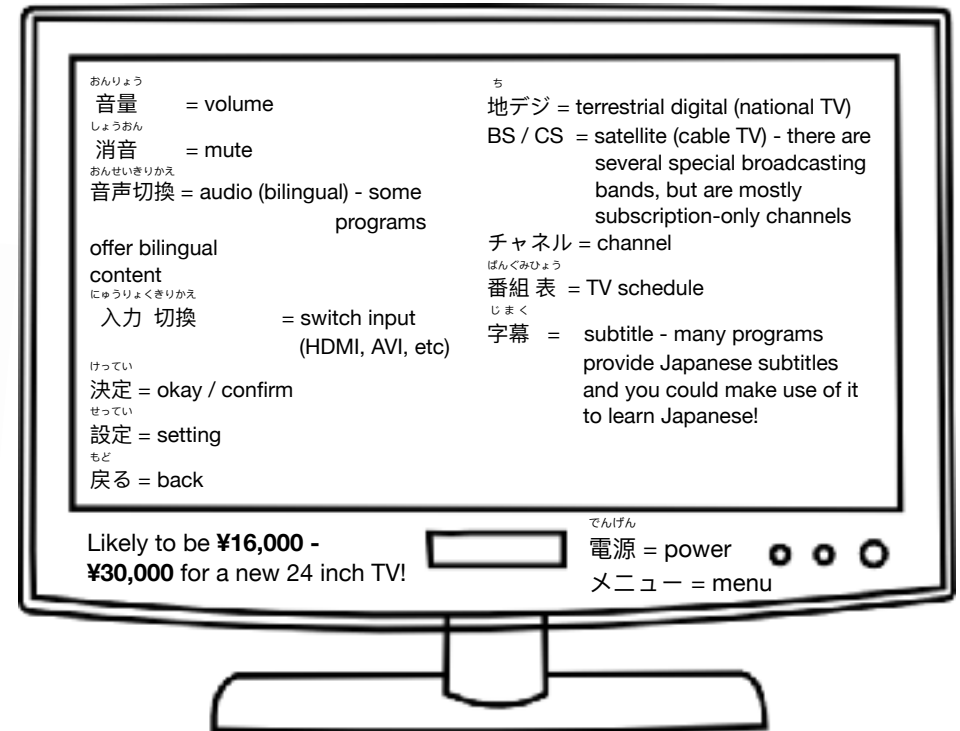 おんりょう
音量 = volume
しょうおん
消音 = mute
おんせいきりかえ
音声切換 = audio (bilingual) - some
programs
offer bilingual
content
にゅうりょくきりかえ
入力 切換 = switch input
(HDMI, AVI, etc)
けってい
決定 = okay / confirm
せってい
設定 = setting
もど
戻る = back
ち
地デジ = terrestrial digital (national TV)
BS / CS = satellite (cable TV) - there are
several special broadcasting
bands, but are mostly
subscription-only channels
チャネル = channel
ばんぐみひょう
番組 表 = TV schedule
じまく
字幕 = subtitle - many programs
provide Japanese subtitles
and you could make use of it
to learn Japanese!
Likely to be ¥16,000 -
¥30,000 for a new 24 inch TV!
でんげん
電源 = power
メニュー = menu